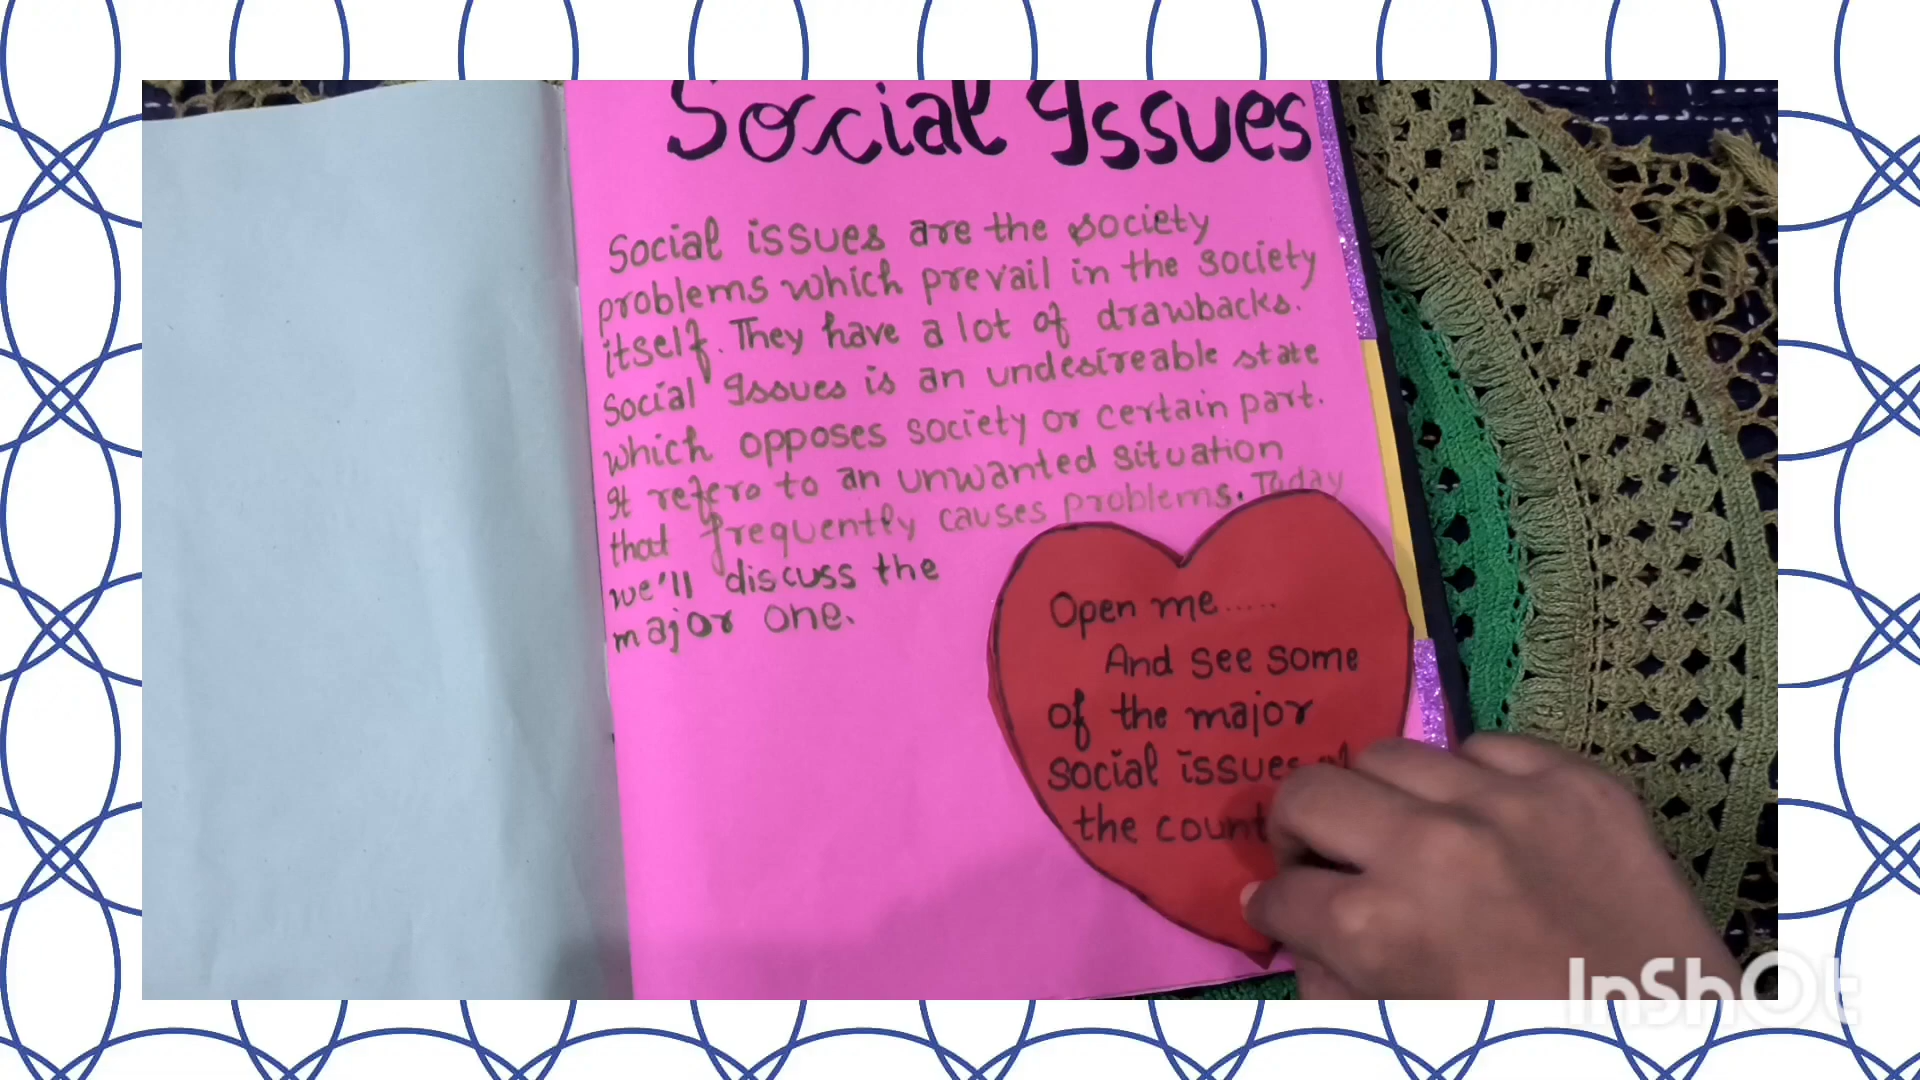 Social Issues
Social issues are the society
problems which prevail in the society
itself. They have a lot of drawbacks.
Social Issues is an undesireable state
which opposes society or certain part.
It refers to an unwanted situation
that frequently causes problems. Today
we'll discuss the
major one.
Open me.....
And see some
of the major
social issues
the
InShOt